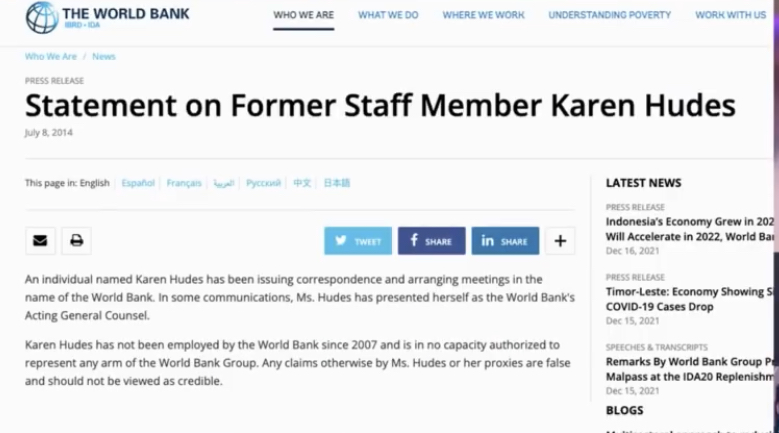 THE WORLD BANK
IBRD • IDA
WHO WE ARE
WHAT WE DO
WHERE WE WORK
UNDERSTANDING POVERTY
WORK WITH US
Who We Are / News
PRESS RELEASE
Statement on Former Staff Member Karen Hudes
July 8, 2014
This page in: English | Español | Français | العربية | Русский | 中文 | 日本語
TWEET
SHARE
in SHARE
+
An individual named Karen Hudes has been issuing correspondence and arranging meetings in the
name of the World Bank. In some communications, Ms. Hudes has presented herself as the World Bank's
Acting General Counsel.
Karen Hudes has not been employed by the World Bank since 2007 and is in no capacity authorized to
represent any arm of the World Bank Group. Any claims otherwise by Ms. Hudes or her proxies are false
and should not be viewed as credible.
LATEST NEWS
PRESS RELEASE
Indonesia's Economy Grew in 202
Will Accelerate in 2022, World Ban
Dec 16, 2021
PRESS RELEASE
Timor-Leste: Economy Showing S
COVID-19 Cases Drop
Dec 15, 2021
SPEECHES & TRANSCRIPTS
Remarks By World Bank Group P
Malpass at the IDA20 Replenishm
Dec 15, 2021
BLOGS